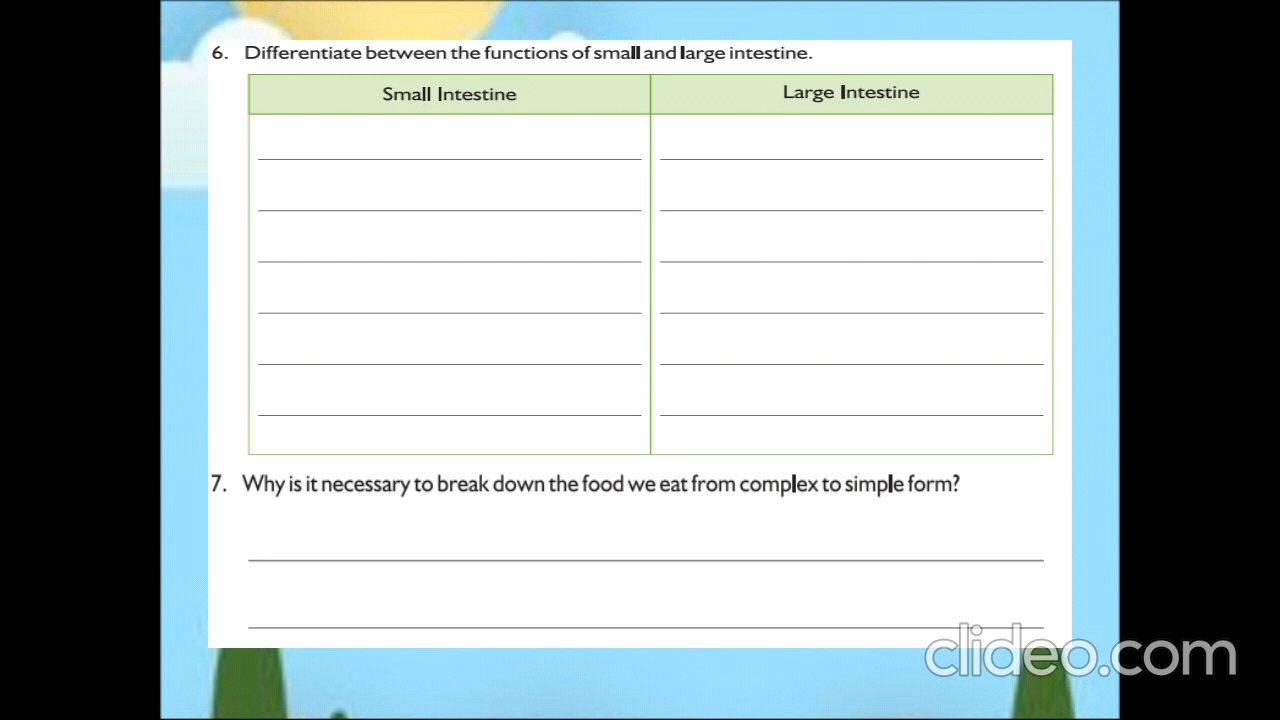 6. Differentiate between the functions of small and large intestine.
Small Intestine
Large Intestine
7. Why is it necessary to break down the food we eat from complex to simple form?
clideo.com